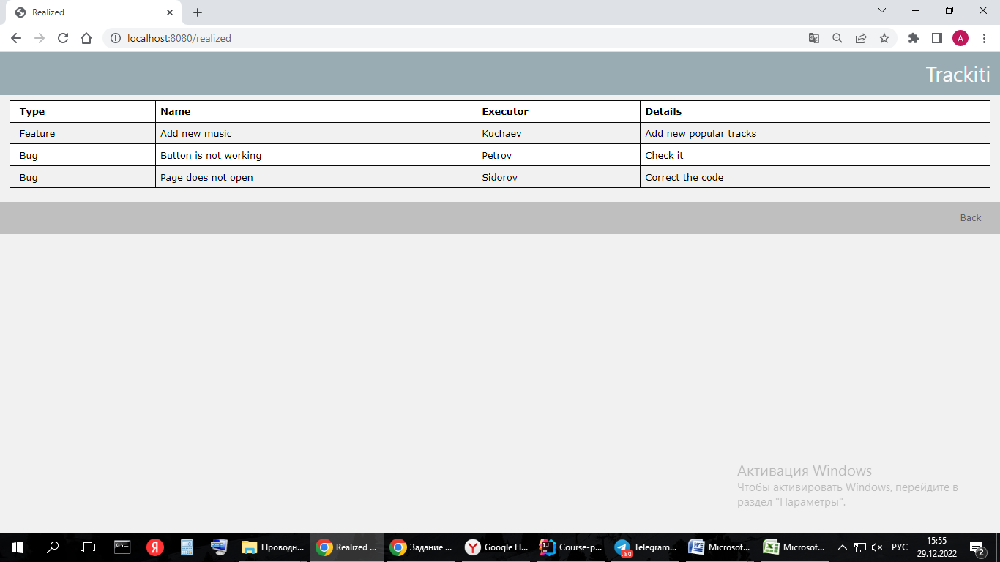 Realized
localhost:8080/realized
A
Trackiti
Type Name Executor Details
Feature Add new music Kuchaev Add new popular tracks
Bug Button is not working Petrov Check it
Bug Page does not open Sidorov Correct the code
Back
Активация Windows
Чтобы активировать Windows, перейдите в
раздел "Параметры".
Проводн... Realized ... Задание ... Google П... Course-p... Telegram... Microsof... Microsof... РУС
80
15:55
29.12.2022
2